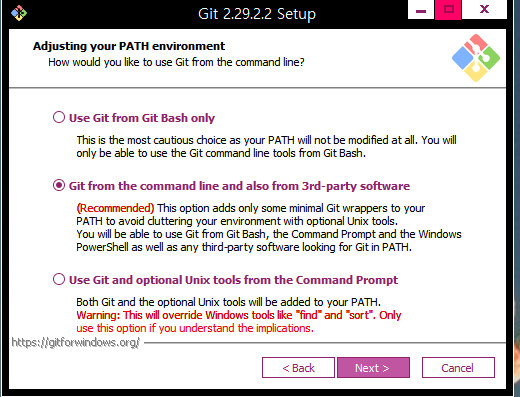 Git 2.29.2.2 Setup
Adjusting your PATH environment
How would you like to use Git from the command line?
Use Git from Git Bash only
This is the most cautious choice as your PATH will not be modified at all. You will
only be able to use the Git command line tools from Git Bash.
Git from the command line and also from 3rd-party software
(Recommended) This option adds only some minimal Git wrappers to your
PATH to avoid cluttering your environment with optional Unix tools.
You will be able to use Git from Git Bash, the Command Prompt and the Windows
PowerShell as well as any third-party software looking for Git in PATH.
Use Git and optional Unix tools from the Command Prompt
Both Git and the optional Unix tools will be added to your PATH.
Warning: This will override Windows tools like "find" and "sort". Only
use this option if you understand the implications.
https://gitforwindows.org/
< Back Next > Cancel